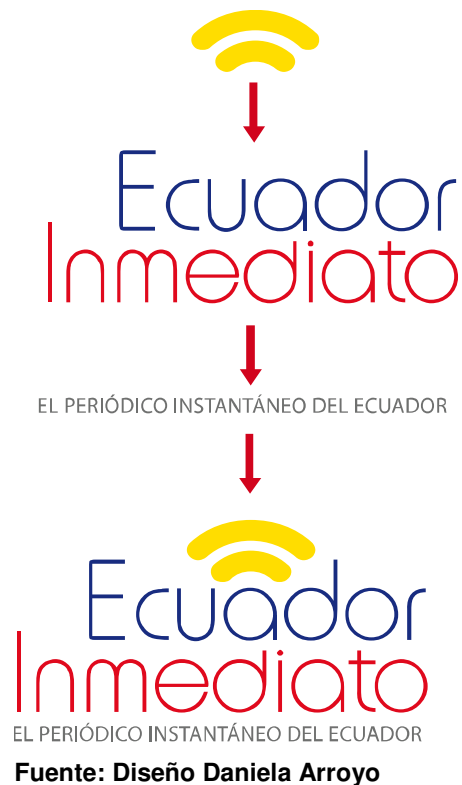 Ecuador
Inmediato
EL PERIÓDICO INSTANTÁNEO DEL ECUADOR
Ecuador
Inmediato
EL PERIÓDICO INSTANTÁNEO DEL ECUADOR
Fuente: Diseño Daniela Arroyo